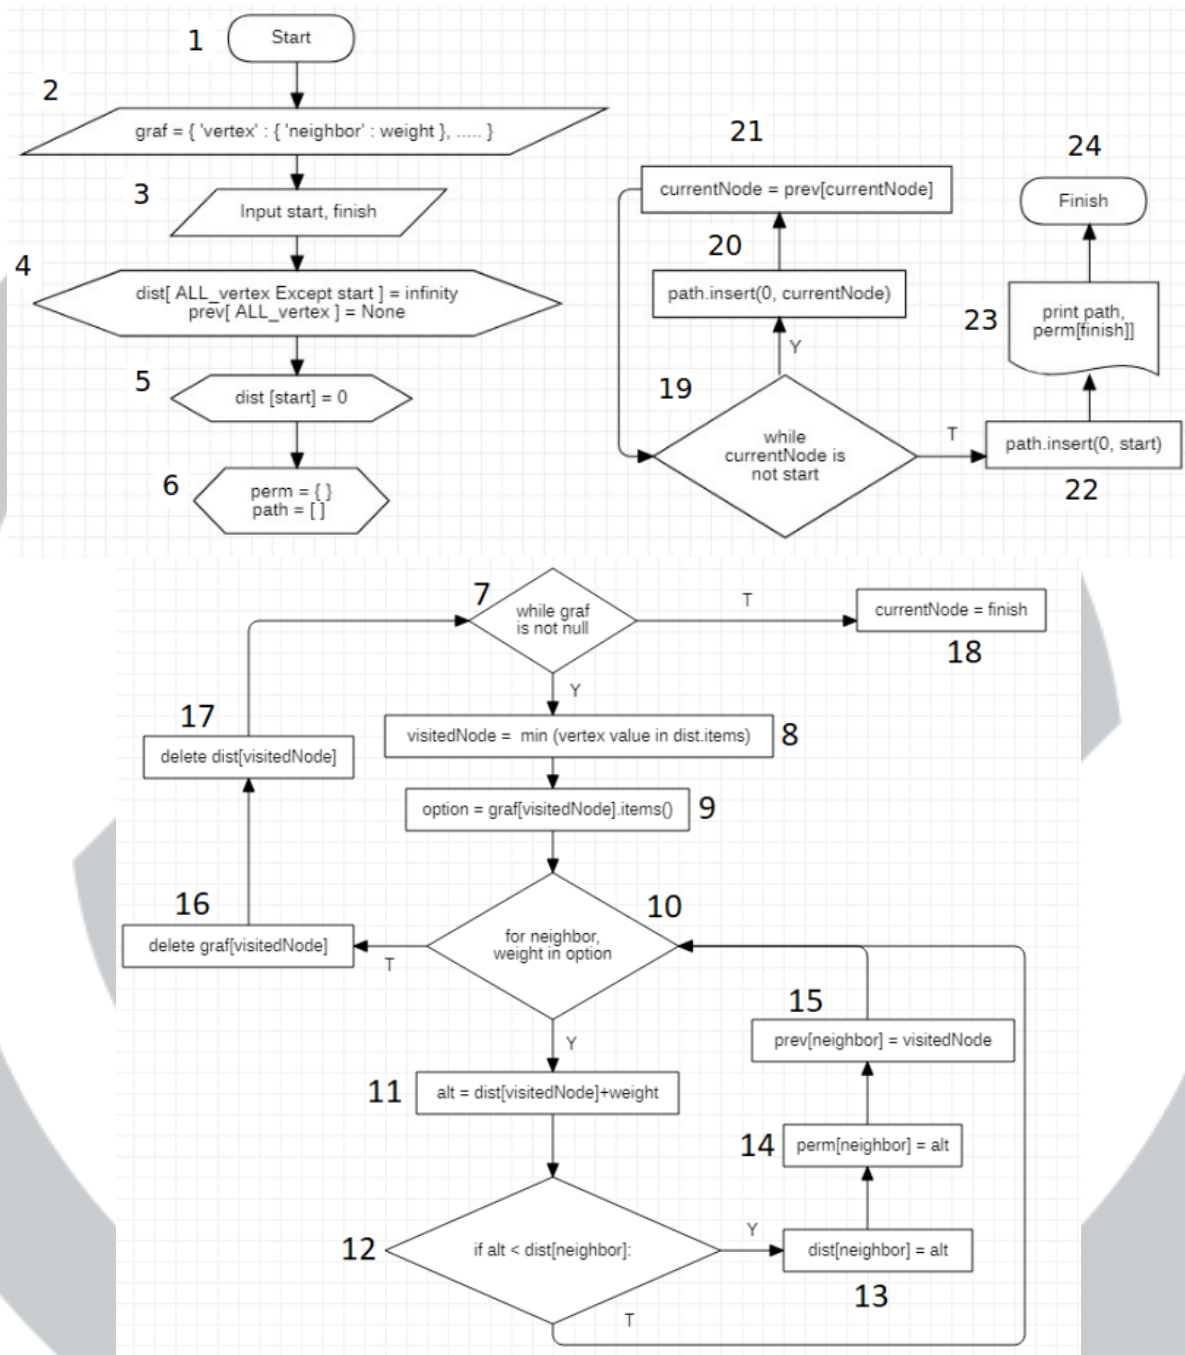 1
Start
2
graf = { 'vertex' : { 'neighbor' : weight }, ..... }
3
Input start, finish
4
dist[ ALL_vertex Except start ] = infinity
prev[ ALL_vertex ] = None
5
dist [start] = 0
6
perm = { }
path = [ ]
21
currentNode = prev[currentNode]
20
path.insert(0, currentNode)
Y
19
while
currentNode is
not start
T
24
Finish
23
print path,
perm[finish]]
path.insert(0, start)
22
7
while graf
is not null
T
currentNode = finish
18
Y
17
delete dist[visitedNode]
visitedNode =  min (vertex value in dist.items)
8
option = graf[visitedNode].items()
9
16
delete graf[visitedNode]
T
10
for neighbor,
weight in option
Y
15
prev[neighbor] = visitedNode
11
alt = dist[visitedNode]+weight
14
perm[neighbor] = alt
12
if alt < dist[neighbor]:
Y
dist[neighbor] = alt
13
T